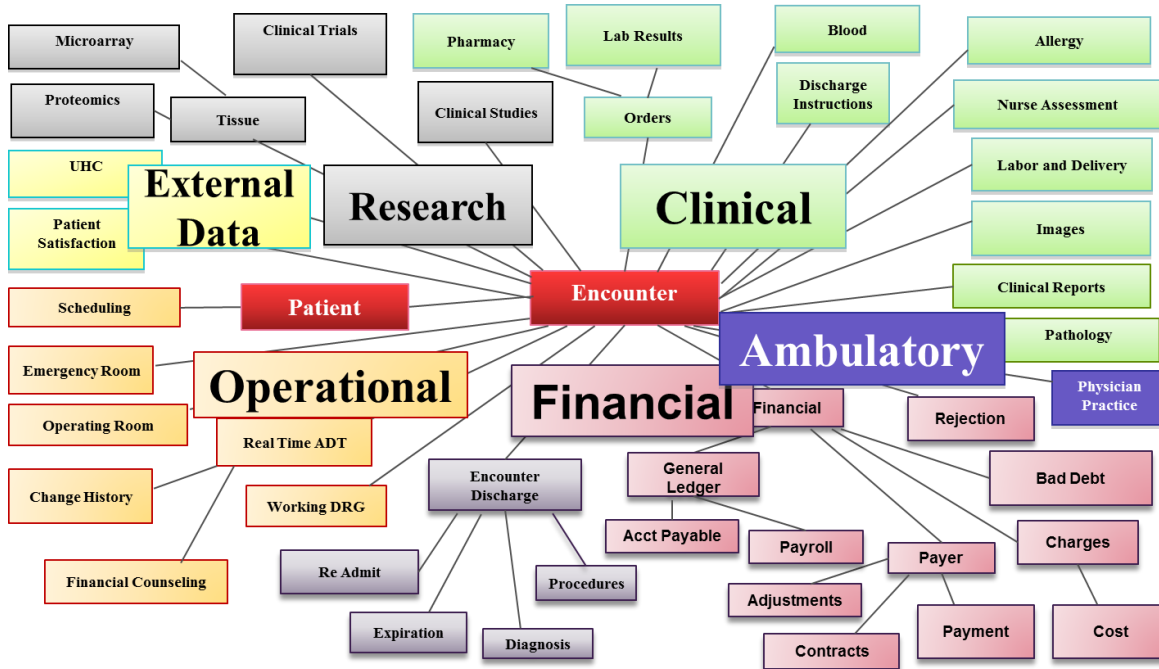 Microarray
Clinical Trials
Pharmacy
Lab Results
Blood
Allergy
Proteomics
Tissue
Clinical Studies
Orders
Discharge
Instructions
Nurse Assessment
UHC
External
Data
Research
Clinical
Labor and Delivery
Patient
Satisfaction
Images
Scheduling
Patient
Encounter
Clinical Reports
Emergency Room
Operational
Financial
Ambulatory
Pathology
Physician
Practice
Operating Room
Real Time ADT
Financial
Rejection
Change History
Working DRG
Encounter
Discharge
General
Ledger
Bad Debt
Acct Payable
Payroll
Payer
Charges
Financial Counseling
Re Admit
Procedures
Adjustments
Expiration
Diagnosis
Contracts
Payment
Cost